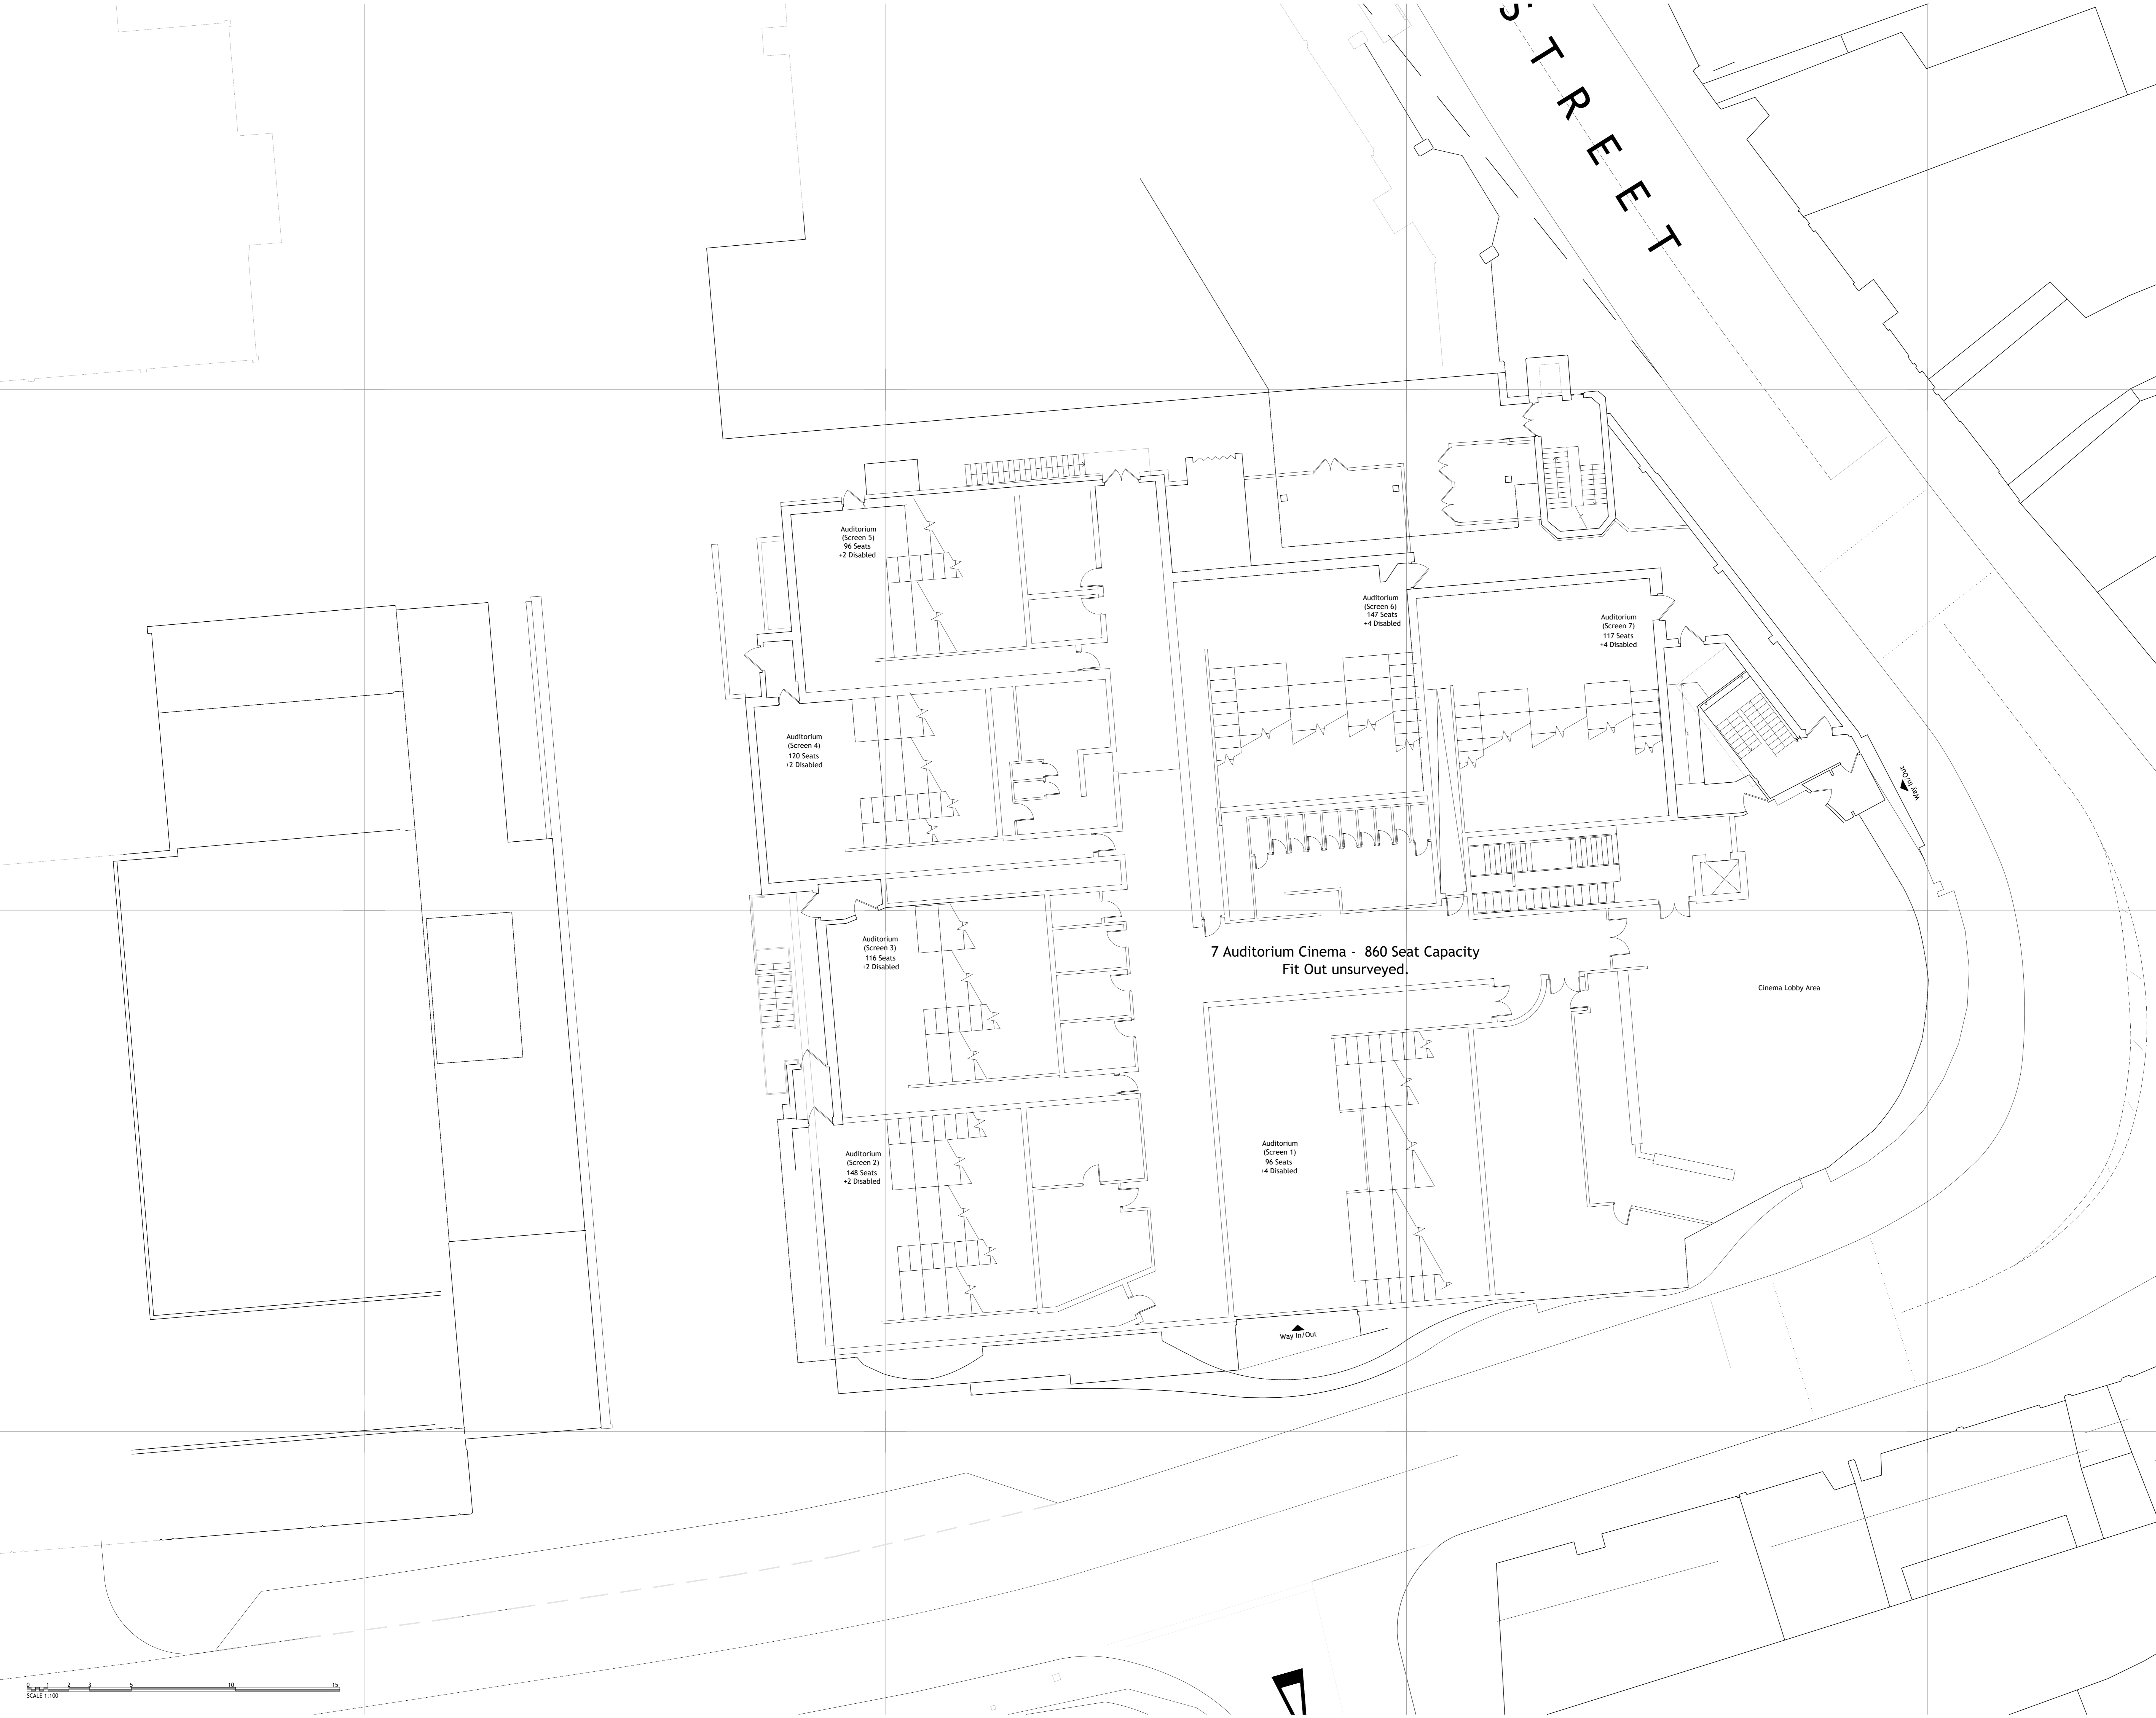 STREET
Auditorium
(Screen 5)
96 Seats
+2 Disabled
Auditorium
(Screen 6)
147 Seats
+4 Disabled
Auditorium
(Screen 7)
117 Seats
+4 Disabled
Auditorium
(Screen 4)
120 Seats
+2 Disabled
Way In/Out
Auditorium
(Screen 3)
116 Seats
+2 Disabled
7 Auditorium Cinema - 860 Seat Capacity
Fit Out unsurveyed.
Cinema Lobby Area
Auditorium
(Screen 2)
148 Seats
+2 Disabled
Auditorium
(Screen 1)
96 Seats
+4 Disabled
Way In/Out
0 1 2 3 5 10 15
SCALE 1:100